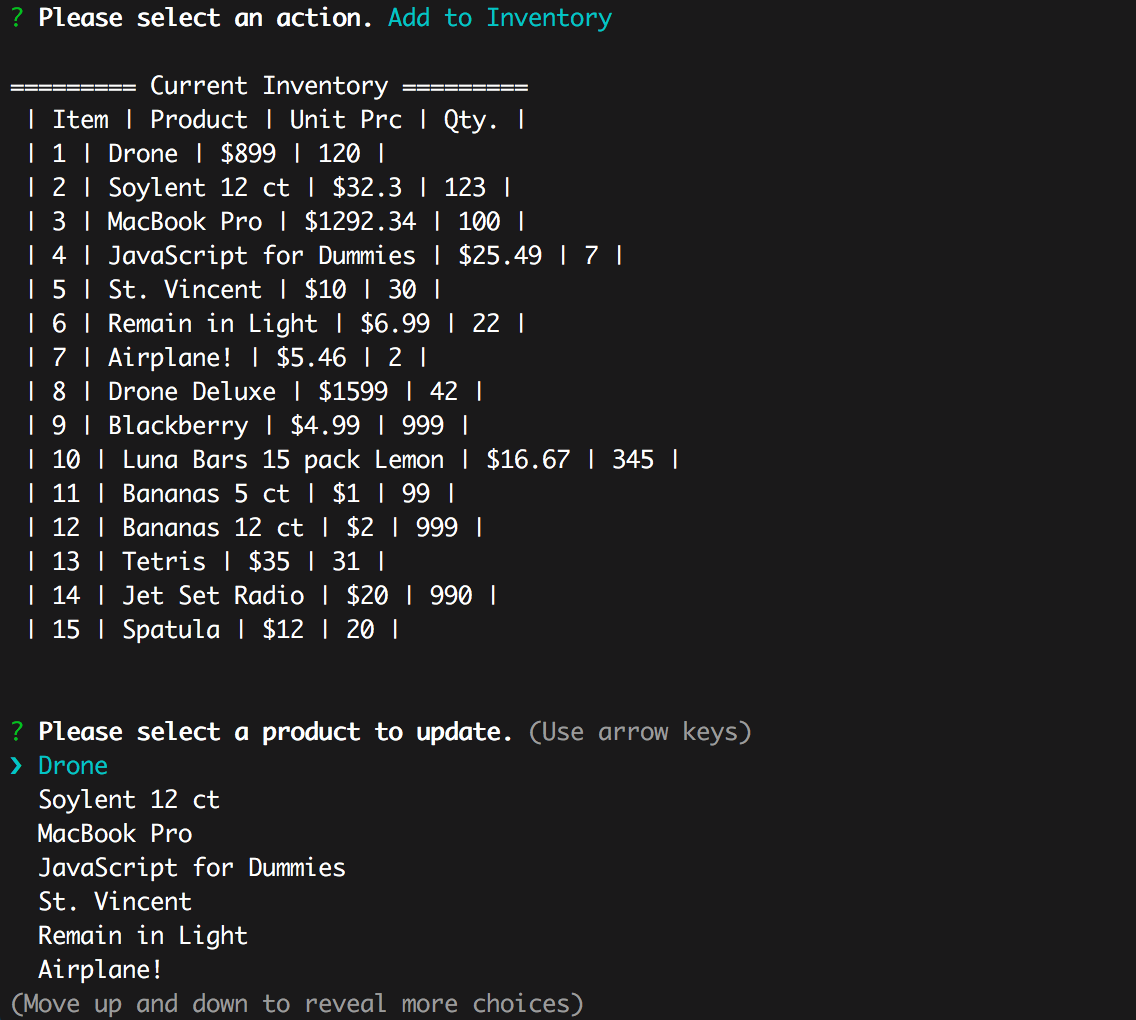 ? Please select an action. Add to Inventory
========= Current Inventory =========
| Item | Product | Unit Prc | Qty. |
| 1 | Drone | $899 | 120 |
| 2 | Soylent 12 ct | $32.3 | 123 |
| 3 | MacBook Pro | $1292.34 | 100 |
| 4 | JavaScript for Dummies | $25.49 | 7 |
| 5 | St. Vincent | $10 | 30 |
| 6 | Remain in Light | $6.99 | 22 |
| 7 | Airplane! | $5.46 | 2 |
| 8 | Drone Deluxe | $1599 | 42 |
| 9 | Blackberry | $4.99 | 999 |
| 10 | Luna Bars 15 pack Lemon | $16.67 | 345 |
| 11 | Bananas 5 ct | $1 | 99 |
| 12 | Bananas 12 ct | $2 | 999 |
| 13 | Tetris | $35 | 31 |
| 14 | Jet Set Radio | $20 | 990 |
| 15 | Spatula | $12 | 20 |
? Please select a product to update. (Use arrow keys)
❯ Drone
Soylent 12 ct
MacBook Pro
JavaScript for Dummies
St. Vincent
Remain in Light
Airplane!
(Move up and down to reveal more choices)